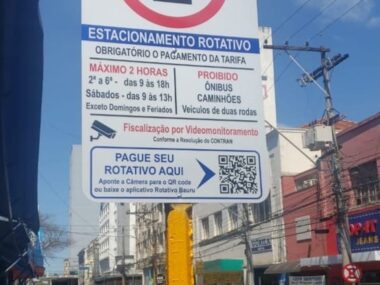 ESTACIONAMENTO ROTATIVO
OBRIGATÓRIO O PAGAMENTO DA TARIFA
MÁXIMO 2 HORAS
2ª a 6ª - das 9 às 18h
Sábados - das 9 às 13h
Exceto Domingos e Feriados
PROIBIDO
ÔNIBUS
CAMINHÕES
Veículos de duas rodas
Fiscalização por Videomonitoramento
Conforme a Resolução do CONTRAN
PAGUE SEU
ROTATIVO AQUI
Aponte a Câmera para o QR code
ou baixe o aplicativo Rotativo Bauru
JEANS